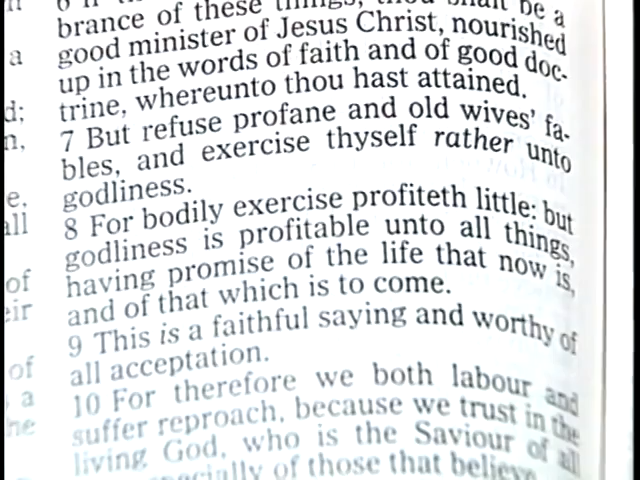 brance of these things, thou shalt be a
good minister of Jesus Christ, nourished
up in the words of faith and of good doc-
trine, whereunto thou hast attained.
7 But refuse profane and old wives' fa-
bles, and exercise thyself rather unto
godliness.
8 For bodily exercise profiteth little: but
godliness is profitable unto all things,
having promise of the life that now is,
and of that which is to come.
9 This is a faithful saying and worthy of
all acceptation.
10 For therefore we both labour and
suffer reproach, because we trust in the
living God, who is the Saviour of all
specially of those that believe.